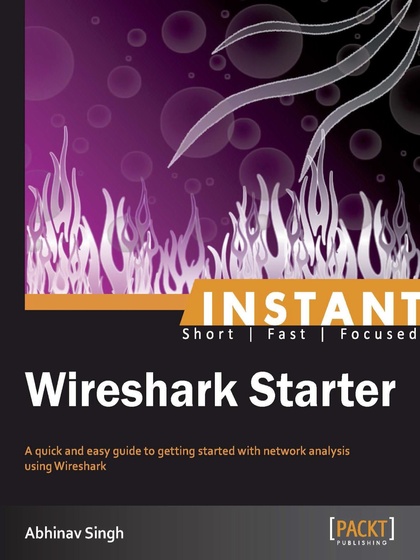 INSTANT
Short | Fast | Focused
Wireshark Starter
A quick and easy guide to getting started with network analysis
using Wireshark
Abhinav Singh
[PACKT]
PUBLISHING